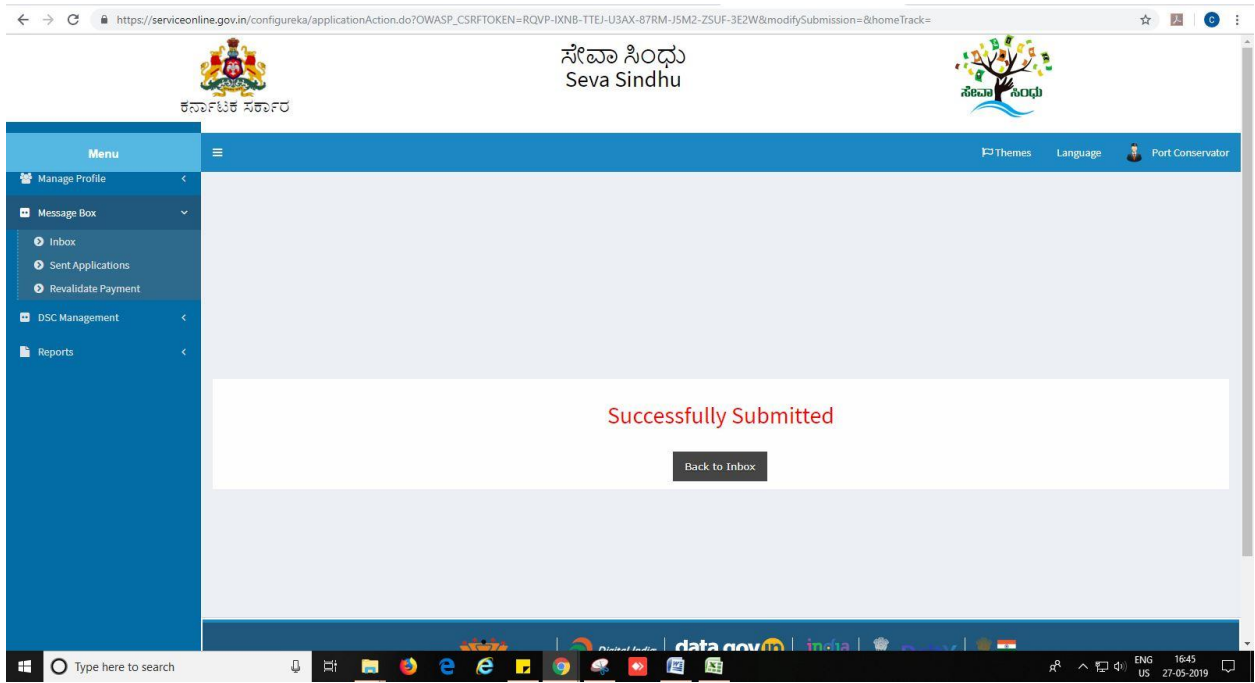 https://serviceonline.gov.in/configureka/applicationAction.do?OWASP_CSRFTOKEN=RQVP-IXNB-TTEJ-U3AX-87RM-J5M2-ZSUF-3E2W&modifySubmission=&homeTrack=
C
ಕರ್ನಾಟಕ ಸರ್ಕಾರ
ಸೇವಾ ಸಿಂಧು
Seva Sindhu
ಸೇವಾ ಸಿಂಧು
Menu
Themes Language Port Conservator
Manage Profile
Message Box
Inbox
Sent Applications
Revalidate Payment
DSC Management
Reports
Successfully Submitted
Back to Inbox
Digital India data.gov.in india
Type here to search
ENG 16:45
US 27-05-2019